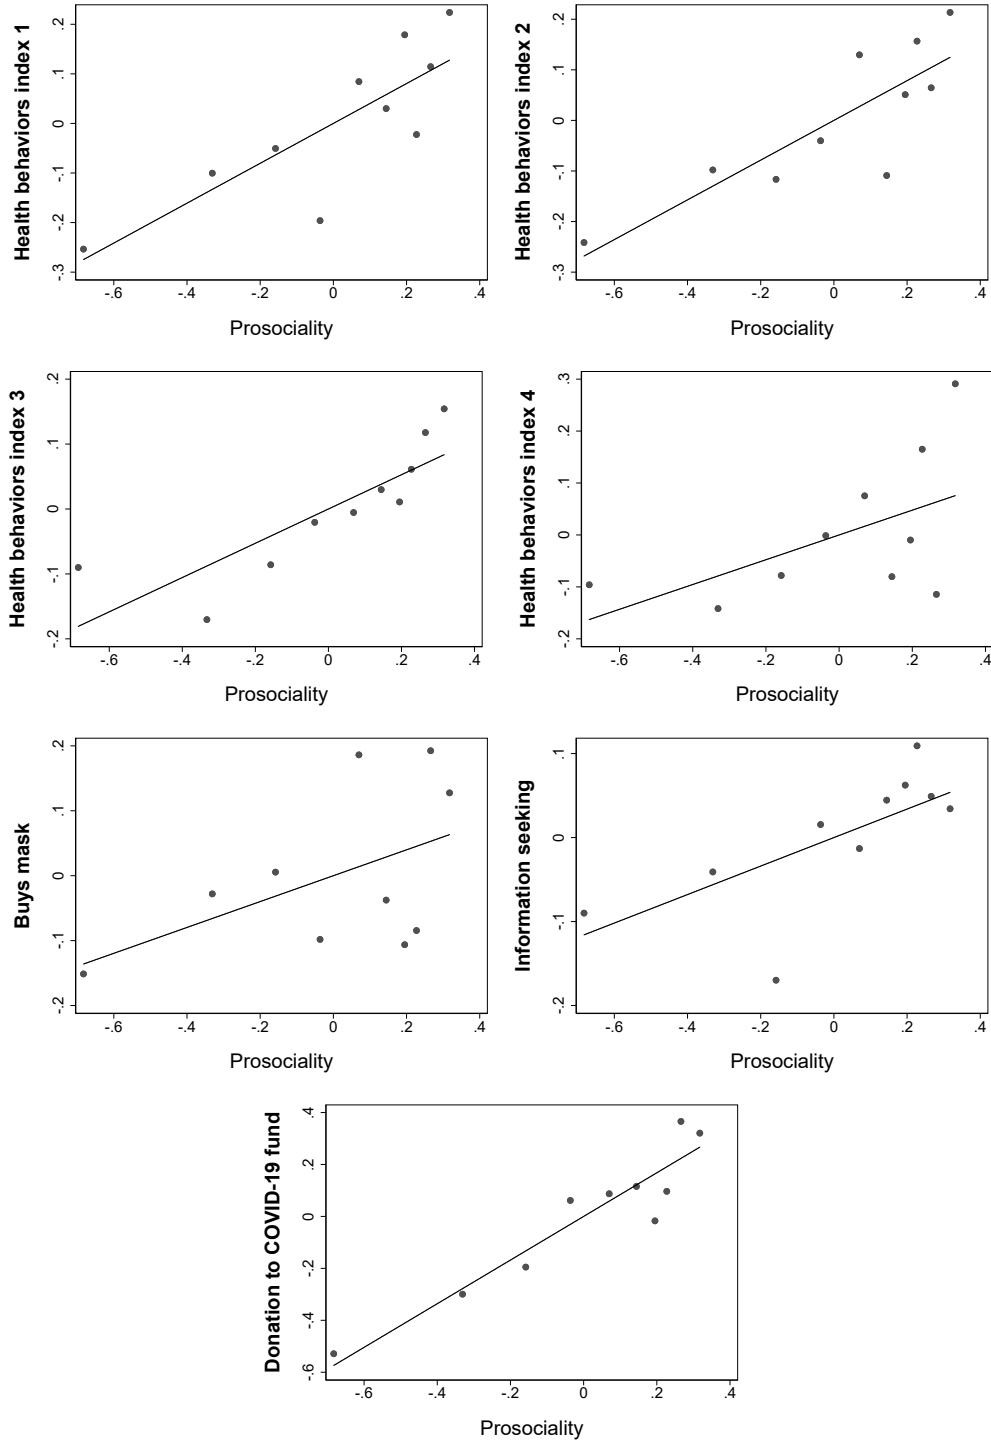 Health behaviors index 1
.2
.1
0
-.1
-.2
-.3
-.6 -.4 -.2 0 .2 .4
Prosociality
Health behaviors index 2
.2
.1
0
-.1
-.2
-.3
-.6 -.4 -.2 0 .2 .4
Prosociality
Health behaviors index 3
.2
.1
0
-.1
-.2
-.6 -.4 -.2 0 .2 .4
Prosociality
Health behaviors index 4
.3
.2
.1
0
-.1
-.2
-.6 -.4 -.2 0 .2 .4
Prosociality
Buys mask
.2
.1
0
-.1
-.2
-.6 -.4 -.2 0 .2 .4
Prosociality
Information seeking
.1
0
-.1
-.2
-.6 -.4 -.2 0 .2 .4
Prosociality
Donation to COVID-19 fund
.4
.2
0
-.2
-.4
-.6
-.6 -.4 -.2 0 .2 .4
Prosociality